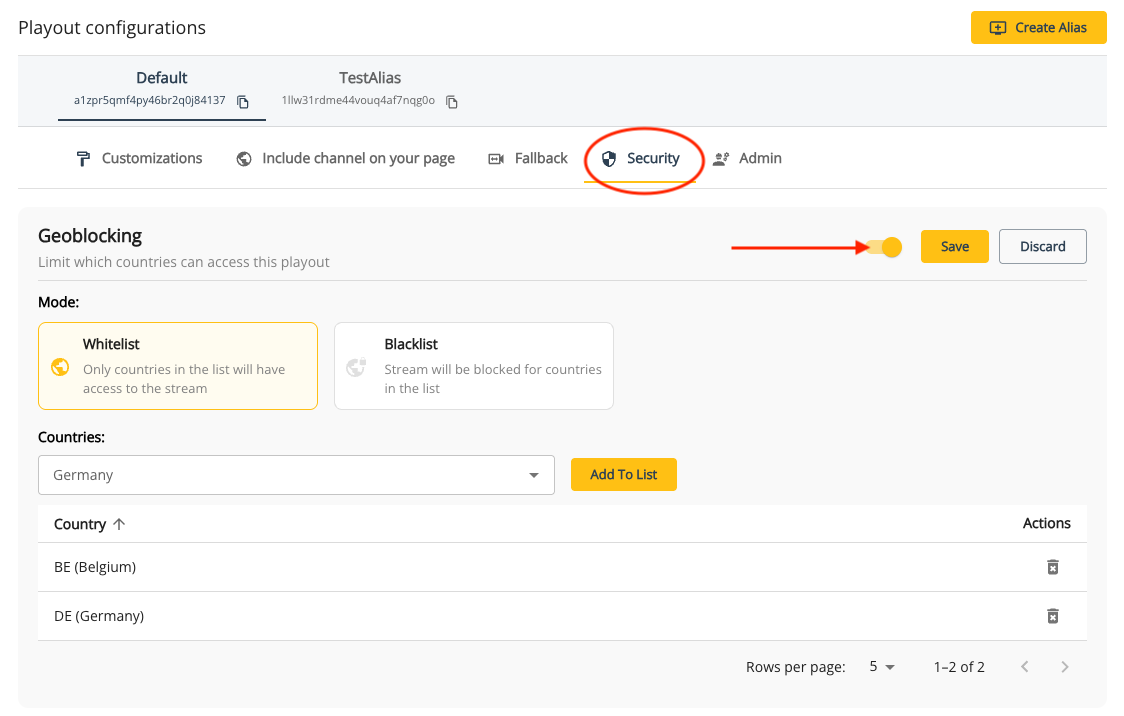 Playout configurations
Create Alias
Default
TestAlias
a1zpr5qmf4py46br2q0j84137
1llw31rdme44vouq4af7nqg0o
Customizations
Include channel on your page
Fallback
Security
Admin
Geoblocking
Limit which countries can access this playout
Save
Discard
Mode:
Whitelist
Only countries in the list will have
access to the stream
Blacklist
Stream will be blocked for countries
in the list
Countries:
Germany
Add To List
Country
Actions
BE (Belgium)
DE (Germany)
Rows per page:
5
1–2 of 2